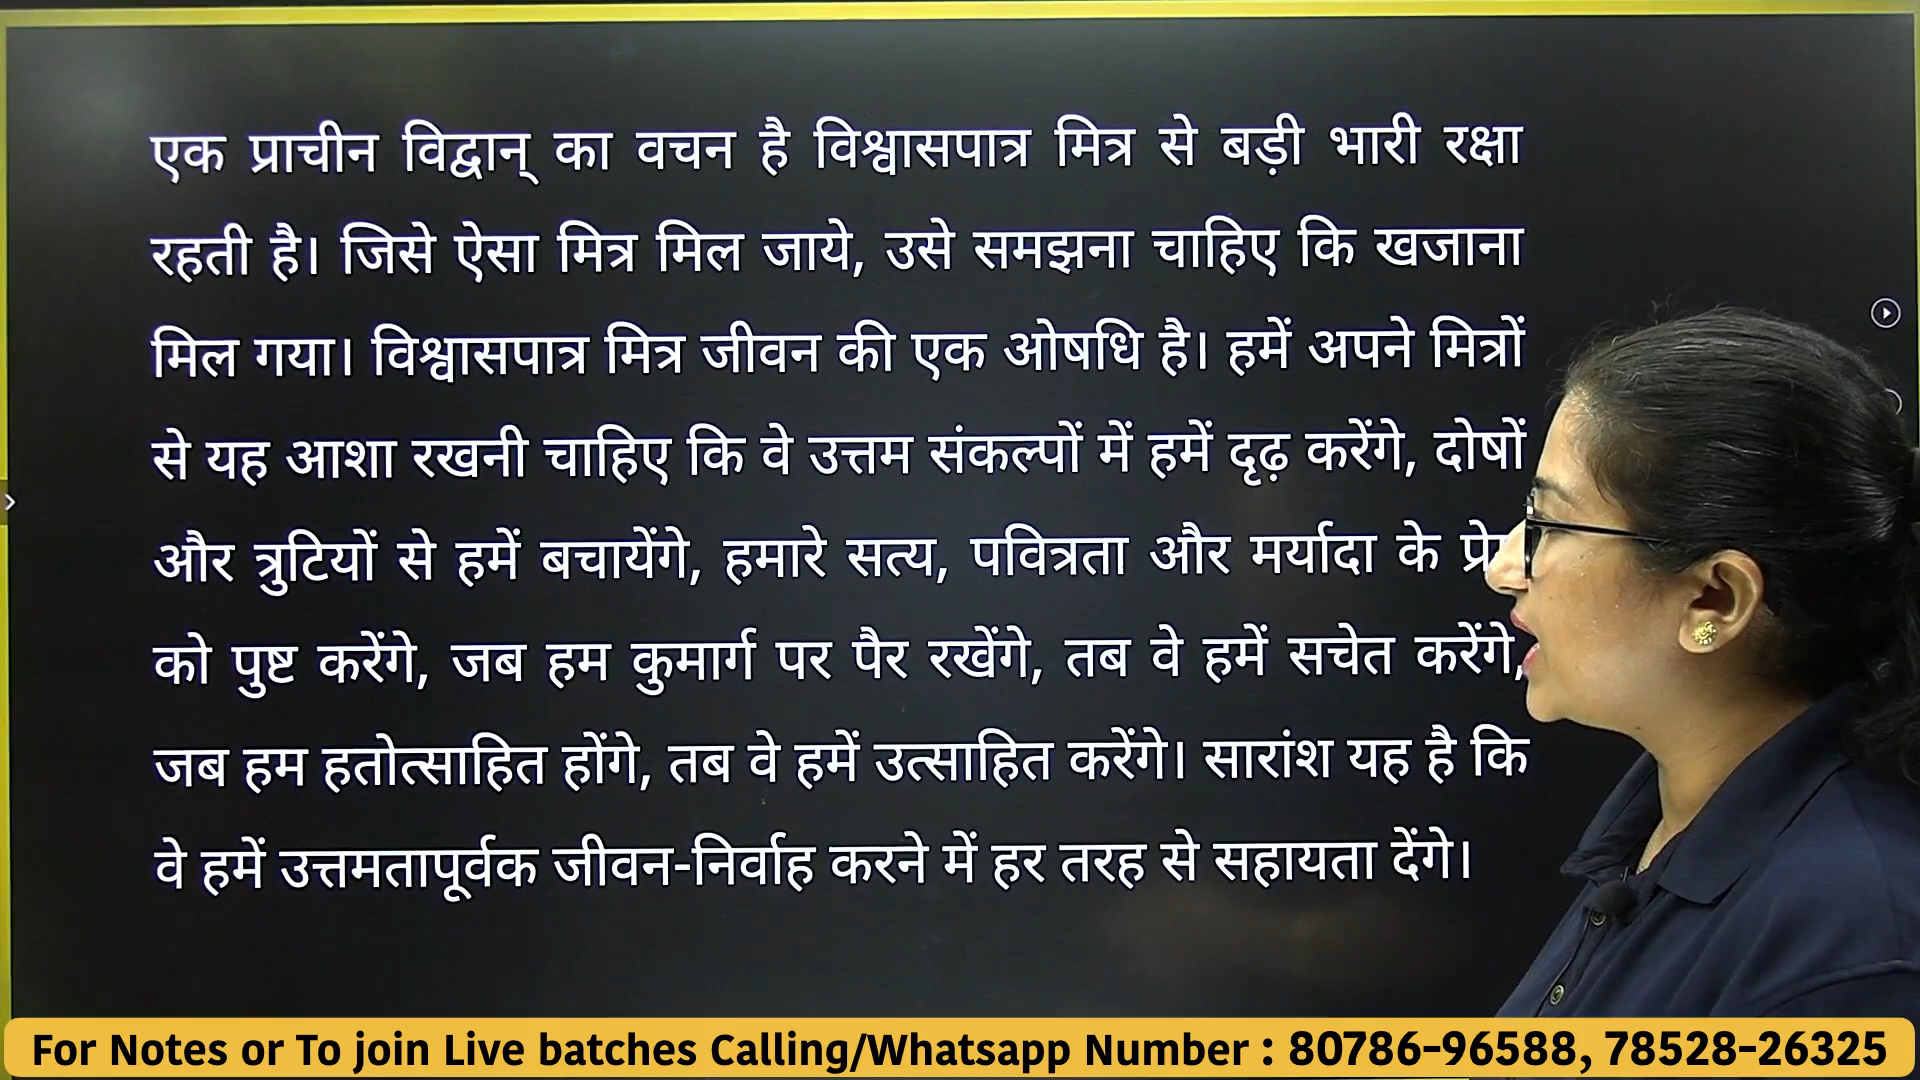 एक प्राचीन विद्वान् का वचन है विश्वासपात्र मित्र से बड़ी भारी रक्षा
रहती है। जिसे ऐसा मित्र मिल जाये, उसे समझना चाहिए कि खजाना
मिल गया। विश्वासपात्र मित्र जीवन की एक ओषधि है। हमें अपने मित्रों
से यह आशा रखनी चाहिए कि वे उत्तम संकल्पों में हमें दृढ़ करेंगे, दोषों
और त्रुटियों से हमें बचायेंगे, हमारे सत्य, पवित्रता और मर्यादा के
को पुष्ट करेंगे, जब हम कुमार्ग पर पैर रखेंगे, तब वे हमें सचेत करेंगे,
जब हम हतोत्साहित होंगे, तब वे हमें उत्साहित करेंगे। सारांश यह है कि
वे हमें उत्तमतापूर्वक जीवन-निर्वाह करने में हर तरह से सहायता देंगे।
For Notes or To join Live batches Calling/Whatsapp Number : 80786-96588, 78528-26325